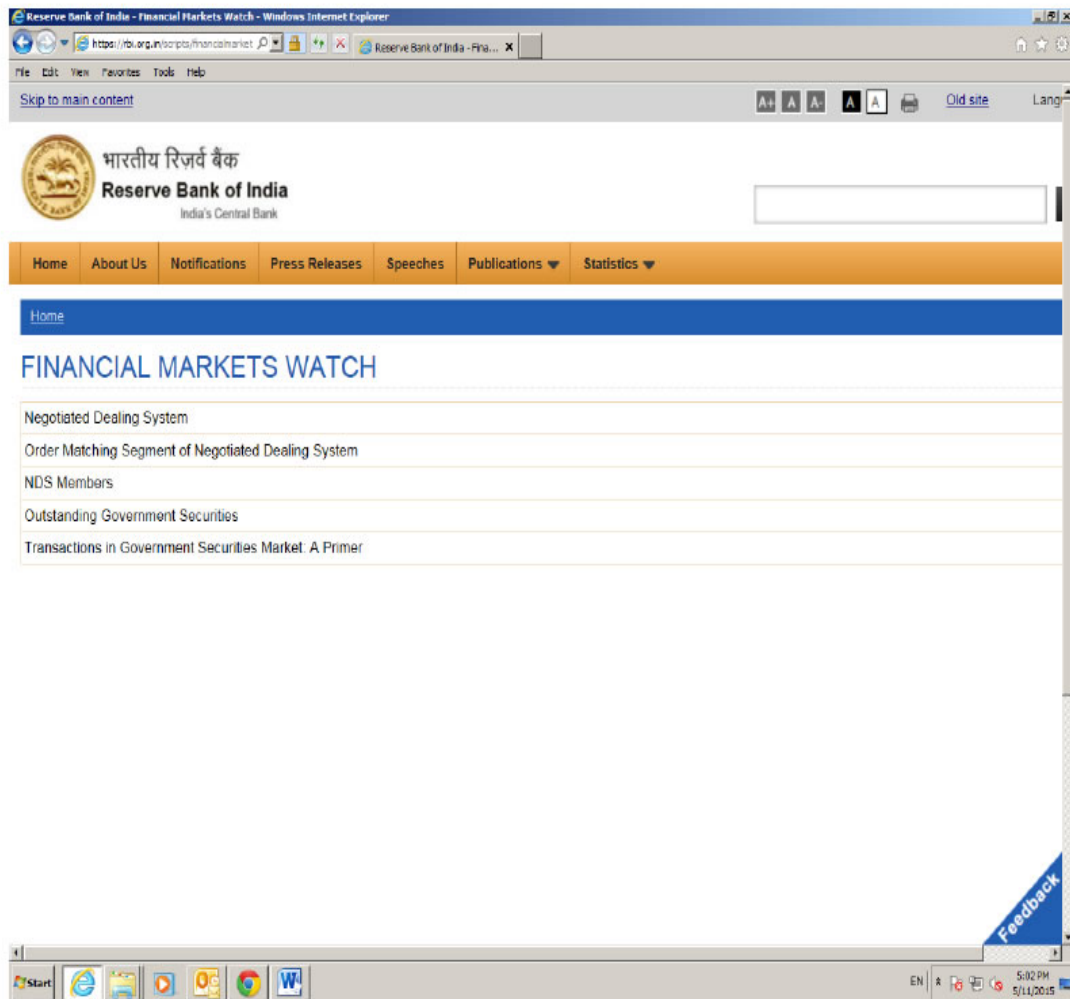 Reserve Bank of India - Financial Markets Watch - Windows Internet Explorer
https://rbi.org.in/scripts/financialmarket
Reserve Bank of India - Fina...
File Edit View Favorites Tools Help
Skip to main content
A+ A A- A A Old site Lang
भारतीय रिज़र्व बैंक
Reserve Bank of India
India's Central Bank
Home About Us Notifications Press Releases Speeches Publications Statistics
Home
FINANCIAL MARKETS WATCH
Negotiated Dealing System
Order Matching Segment of Negotiated Dealing System
NDS Members
Outstanding Government Securities
Transactions in Government Securities Market: A Primer
Feedback
Start
EN
5:02 PM
5/11/2015